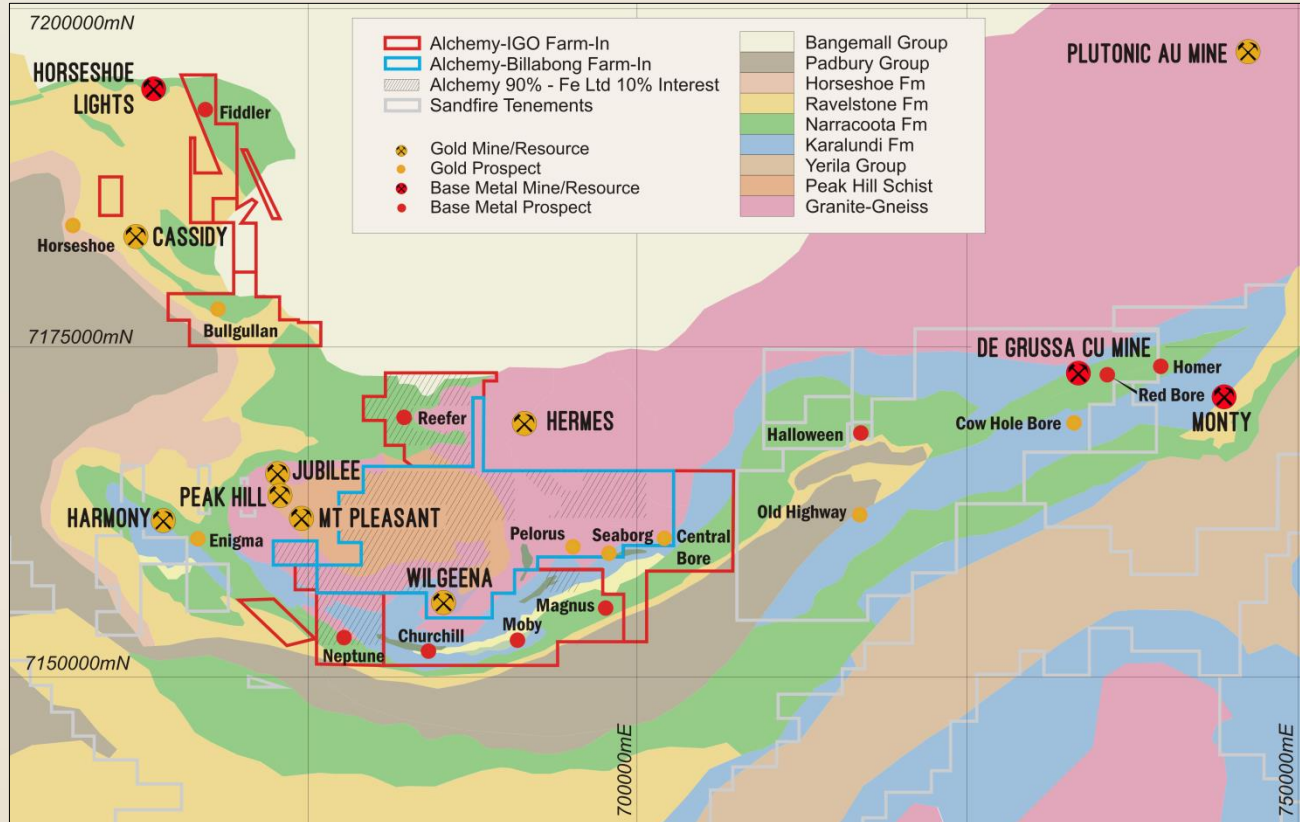 7200000mN
HORSESHOE
LIGHTS
Fiddler
Alchemy-IGO Farm-In
Alchemy-Billabong Farm-In
Alchemy 90% - Fe Ltd 10% Interest
Sandfire Tenements
Gold Mine/Resource
Gold Prospect
Base Metal Mine/Resource
Base Metal Prospect
Bangemall Group
Padbury Group
Horseshoe Fm
Ravelstone Fm
Narracoota Fm
Karalundi Fm
Yerila Group
Peak Hill Schist
Granite-Gneiss
PLUTONIC AU MINE
Horseshoe
CASSIDY
Bullgullan
7175000mN
DE GRUSSA CU MINE
Homer
Red Bore
MONTY
Reefer
HERMES
Halloween
Cow Hole Bore
JUBILEE
PEAK HILL
HARMONY
MT PLEASANT
Enigma
Old Highway
Pelorus
Seaborg
Central
Bore
WILGEENA
Magnus
Moby
Churchill
Neptune
7150000mN
700000mE
750000mE